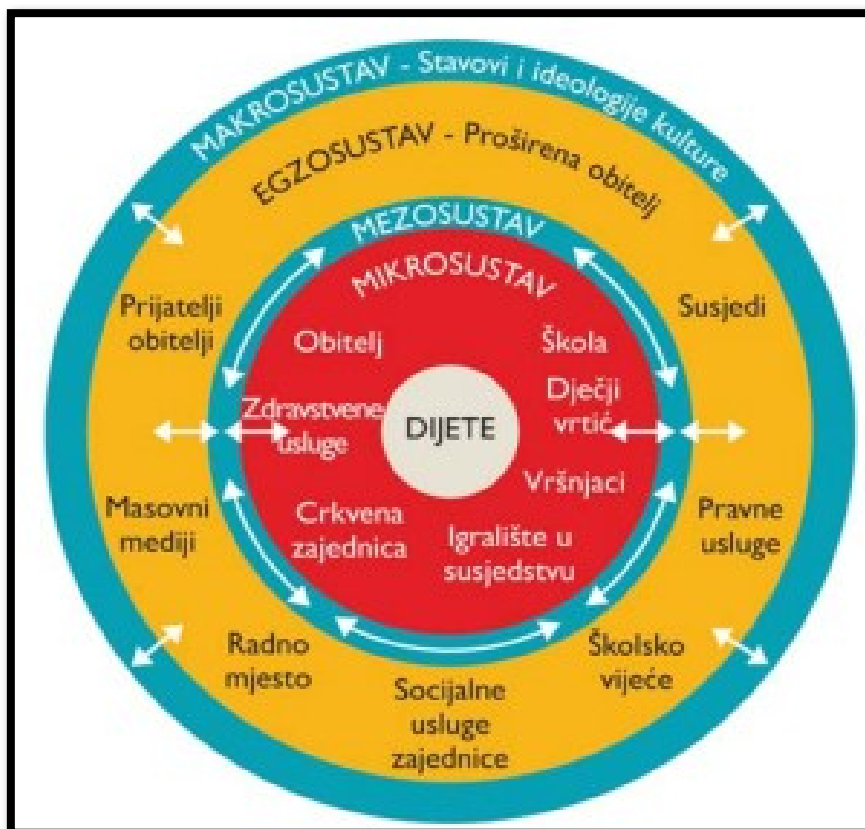 MAKROSUSTAV - Stavovi i ideologije kulture
EGZOSUSTAV - Proširena obitelj
MEZOSUSTAV
MIKROSUSTAV
Prijatelji
obitelji
Susjedi
Obitelj
Škola
Zdravstvene
usluge
DIJETE
Dječji
vrtić
Vršnjaci
Crkvena
zajednica
Igralište u
susjedstvu
Masovni
mediji
Pravne
usluge
Radno
mjesto
Socijalne
usluge
zajednice
Školsko
vijeće